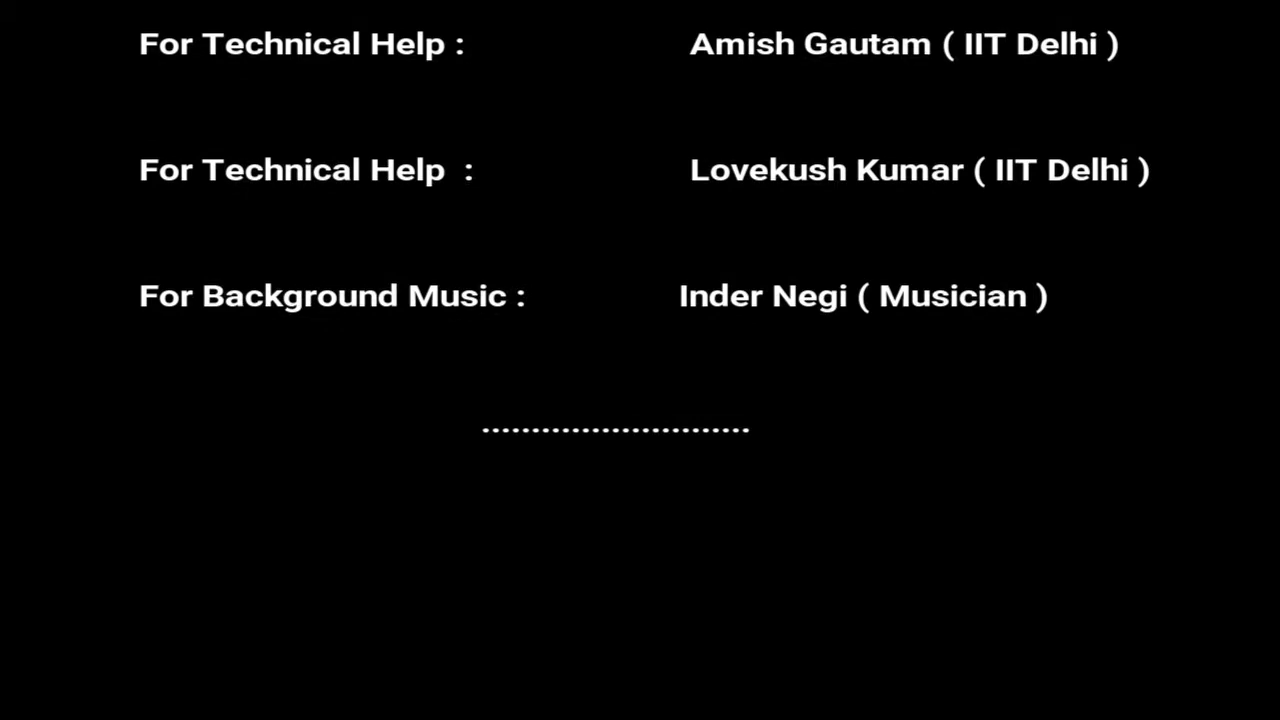 For Technical Help : Amish Gautam ( IIT Delhi )
For Technical Help : Lovekush Kumar ( IIT Delhi )
For Background Music : Inder Negi ( Musician )
...........................